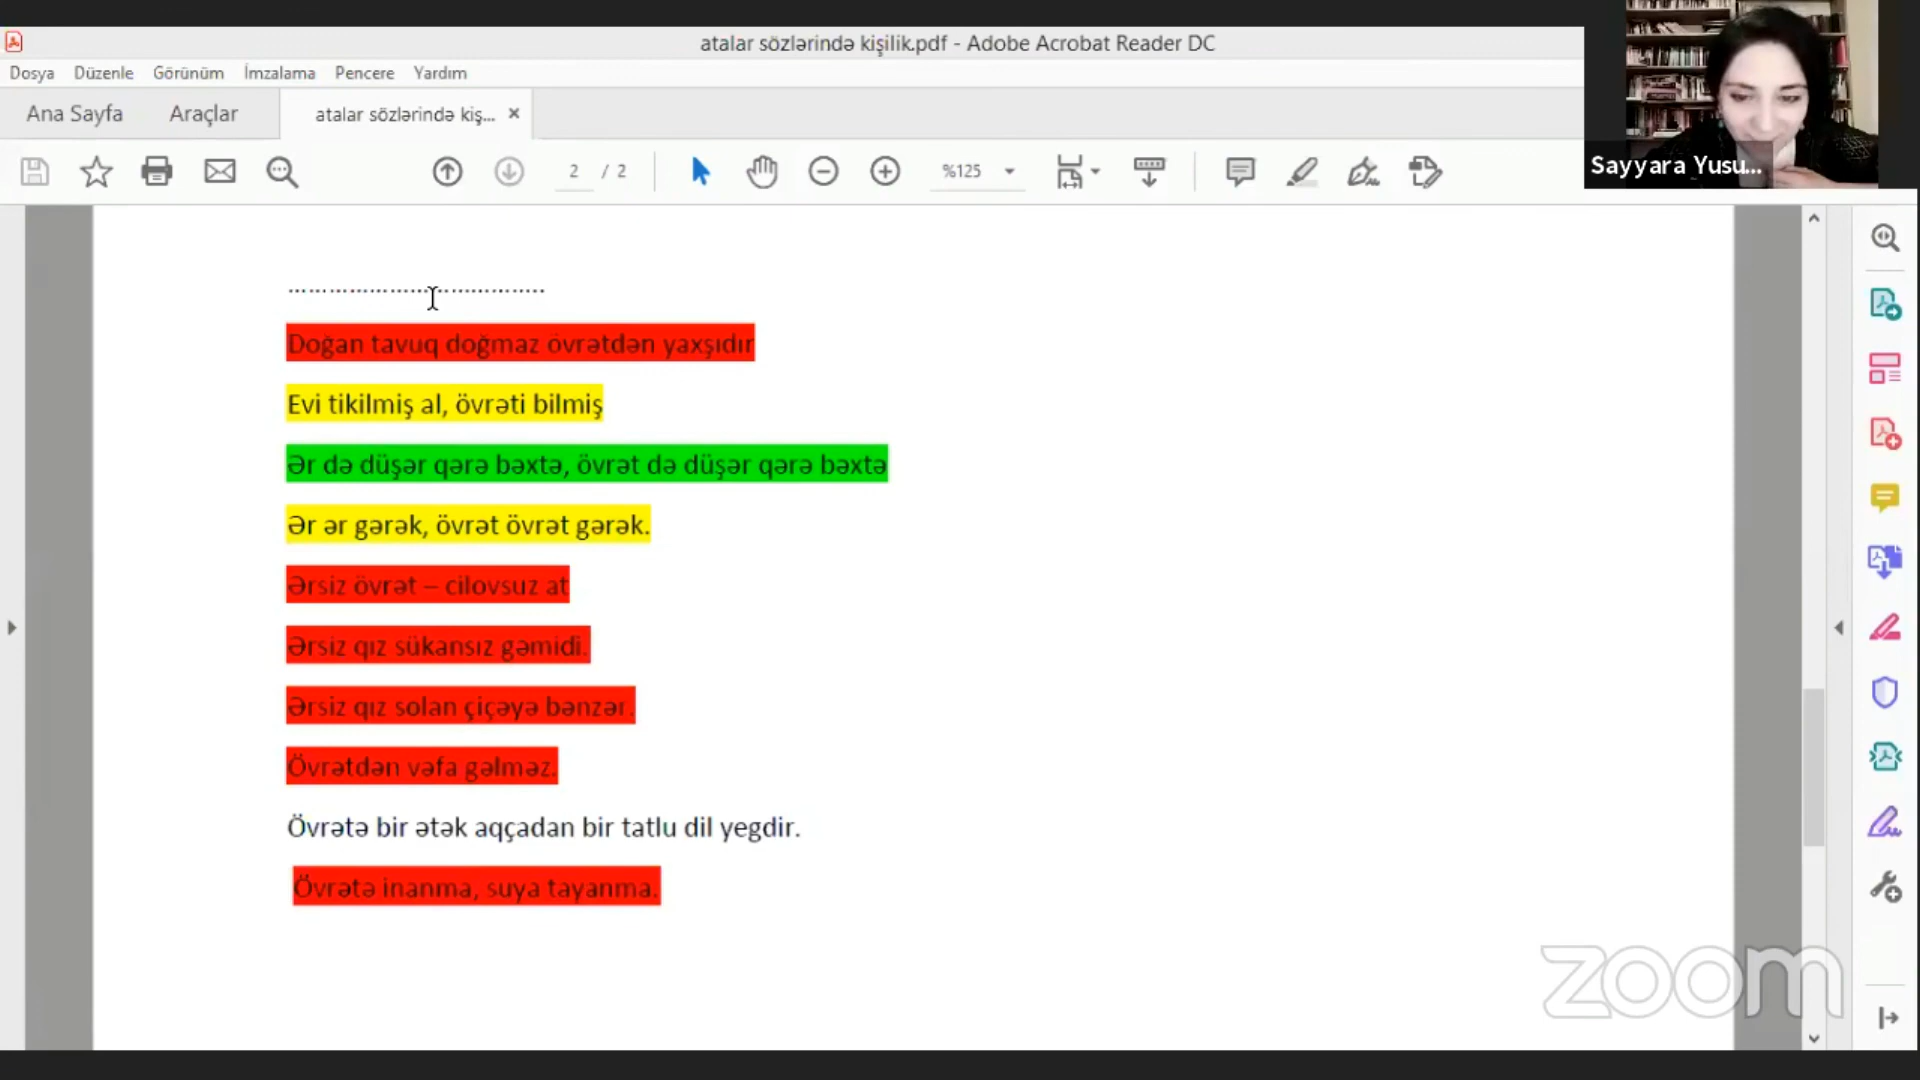 atalar sözlərində kişilik.pdf - Adobe Acrobat Reader DC
Dosya Düzenle Görünüm İmzalama Pencere Yardım
Ana Sayfa Araçlar atalar sözlərində kiş... ×
2 / 2 %125
Sayyara Yusu...
......................................
Doğan tavuq doğmaz övrətdən yaxşıdır
Evi tikilmiş al, övrəti bilmiş
Ər də düşər qərə bəxtə, övrət də düşər qərə bəxtə
Ər ər gərək, övrət övrət gərək.
Ərsiz övrət – cilovsuz at
Ərsiz qız sükansız gəmidi.
Ərsiz qız solan çiçəyə bənzər.
Övrətdən vəfa gəlməz.
Övrətə bir ətək aqçadan bir tatlu dil yegdir.
Övrətə inanma, suya tayanma.
zoom